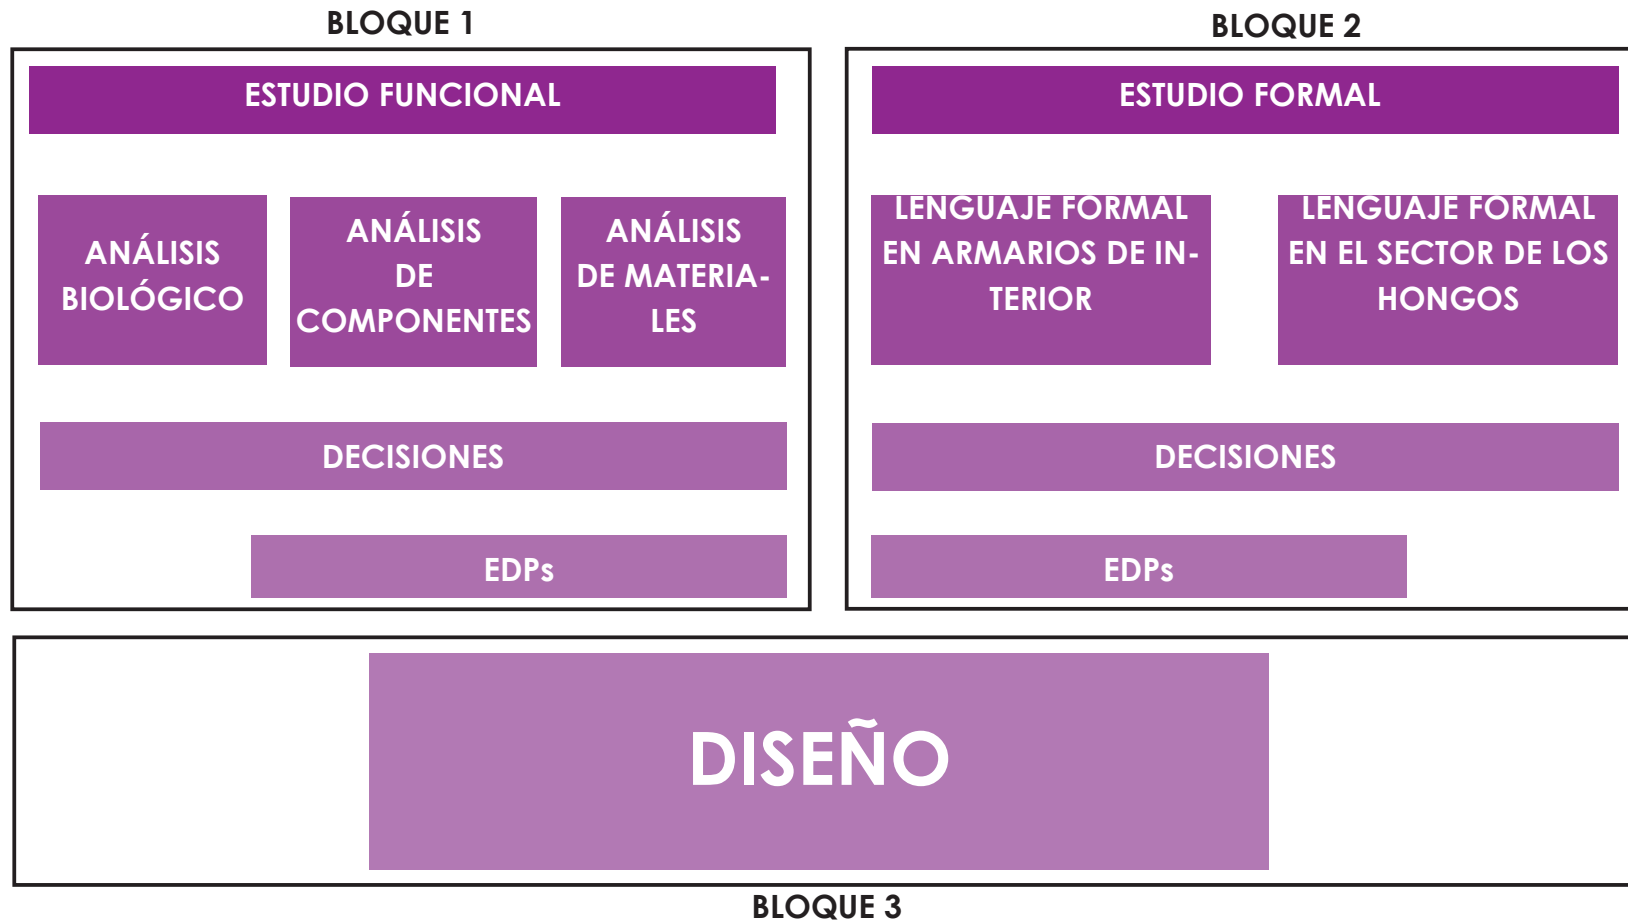 BLOQUE 1
ESTUDIO FUNCIONAL
ANÁLISIS
BIOLÓGICO
ANÁLISIS
DE
COMPONENTES
ANÁLISIS
DE MATERIA-
LES
DECISIONES
EDPs
BLOQUE 2
ESTUDIO FORMAL
LENGUAJE FORMAL
EN ARMARIOS DE IN-
TERIOR
LENGUAJE FORMAL
EN EL SECTOR DE LOS
HONGOS
DECISIONES
EDPs
DISEÑO
BLOQUE 3